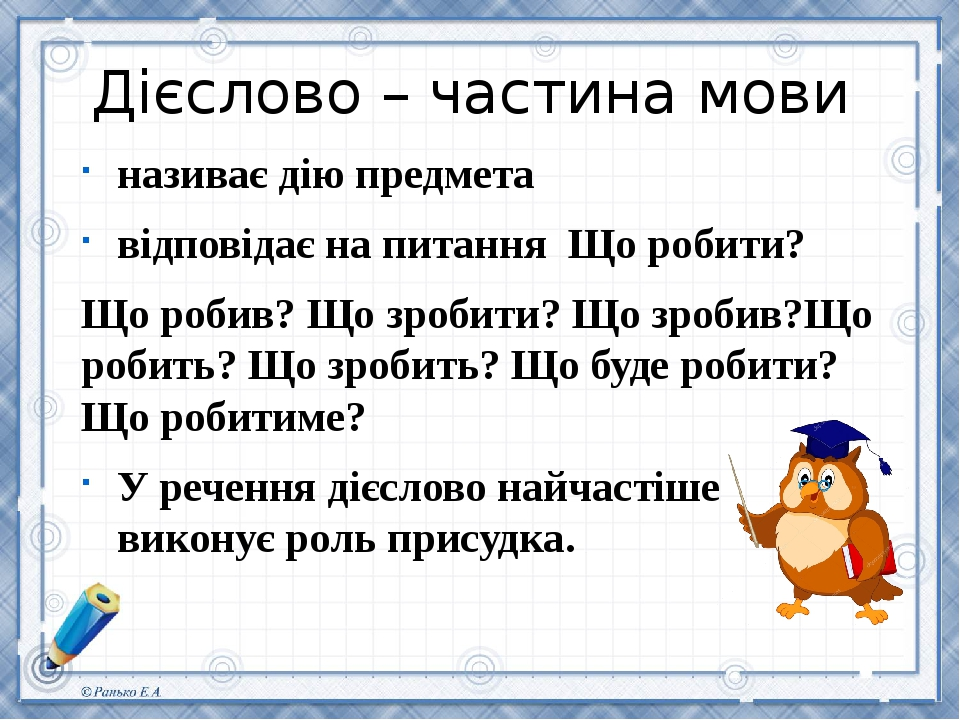 Дієслово – частина мови
називає дію предмета
відповідає на питання Що робити?
Що робив? Що зробити? Що зробив?Що
робить? Що зробить? Що буде робити?
Що робитиме?
Уречення дієслово найчастіше
виконує роль присудка.
© Ранько Е.А.